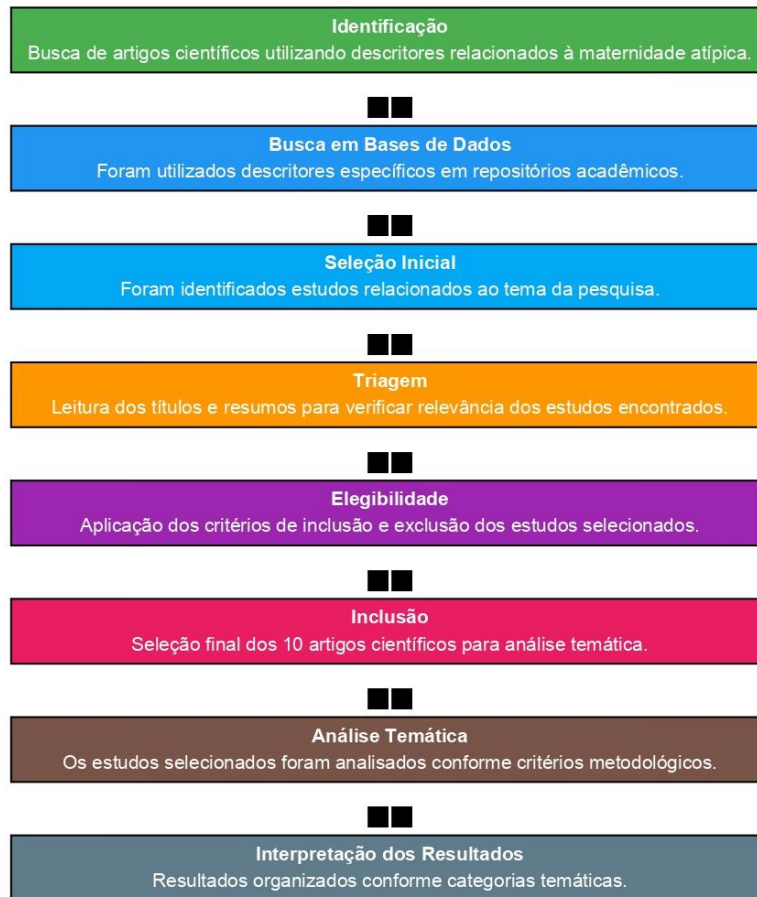 Identificação
Busca de artigos científicos utilizando descritores relacionados à maternidade atípica.
■■
Busca em Bases de Dados
Foram utilizados descritores específicos em repositórios acadêmicos.
■■
Seleção Inicial
Foram identificados estudos relacionados ao tema da pesquisa.
■■
Triagem
Leitura dos títulos e resumos para verificar relevância dos estudos encontrados.
■■
Elegibilidade
Aplicação dos critérios de inclusão e exclusão dos estudos selecionados.
■■
Inclusão
Seleção final dos 10 artigos científicos para análise temática.
■■
Análise Temática
Os estudos selecionados foram analisados conforme critérios metodológicos.
■■
Interpretação dos Resultados
Resultados organizados conforme categorias temáticas.